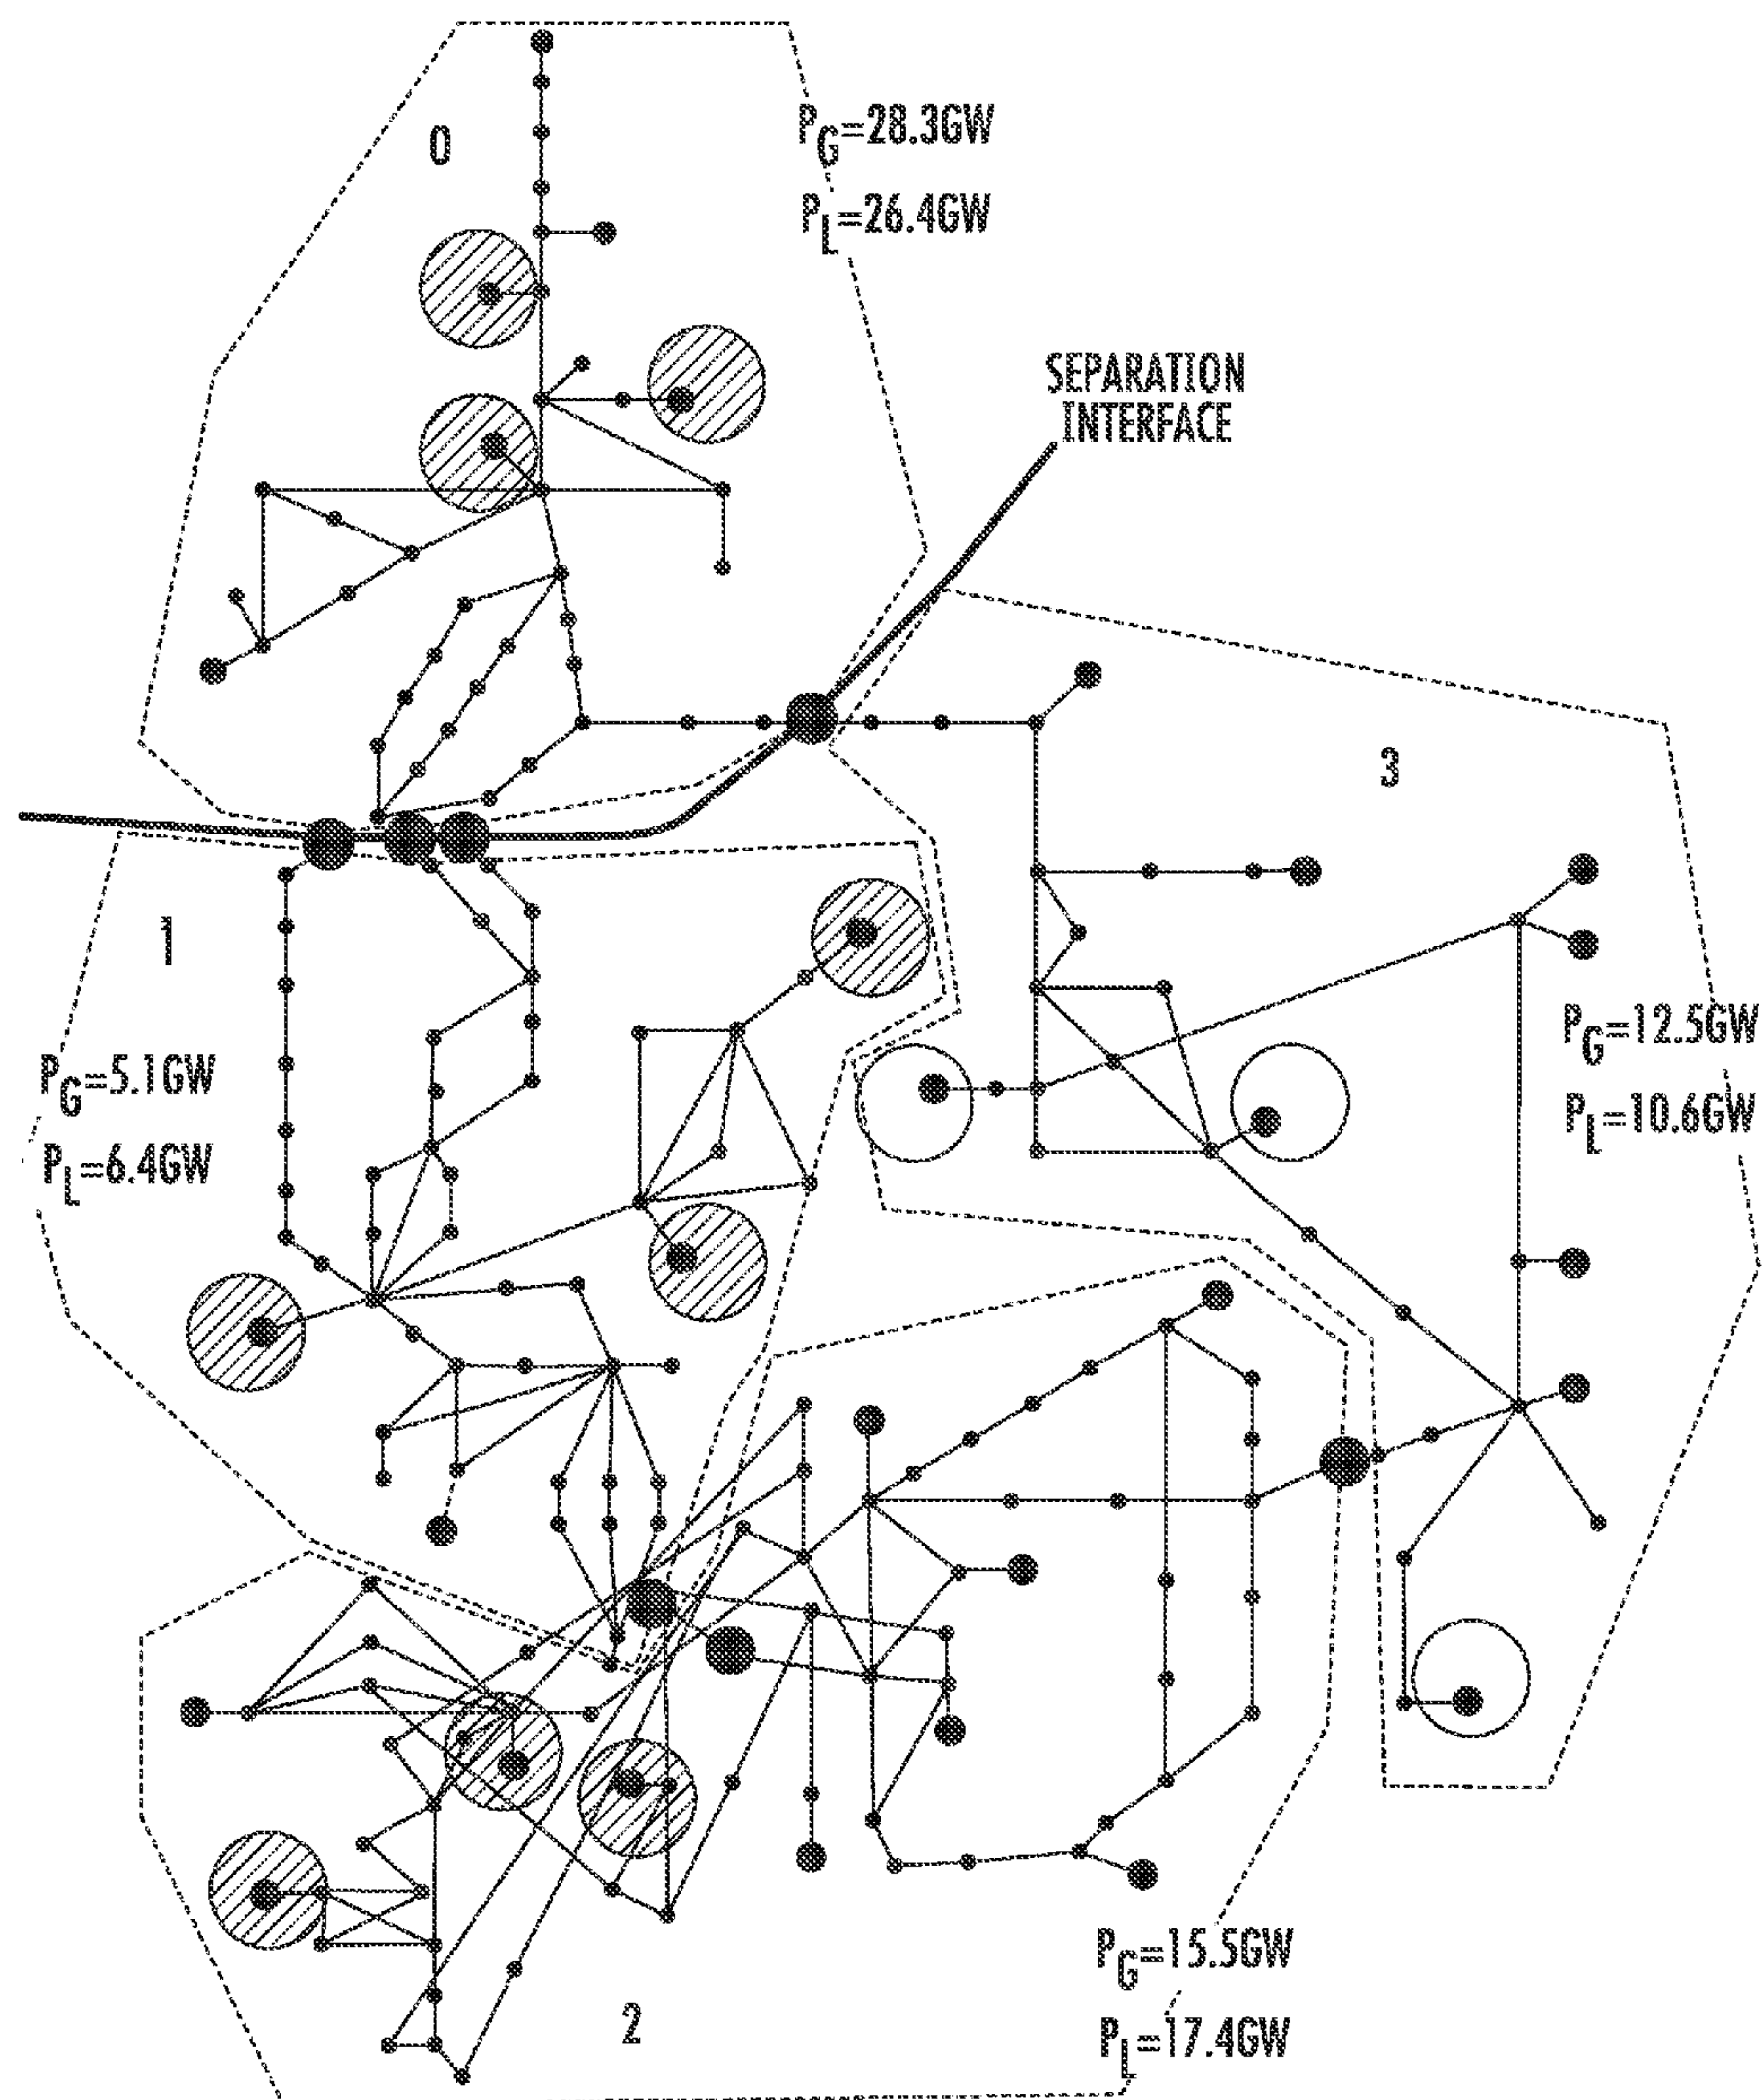 0
P_G=28.3GW
P_L=26.4GW
SEPARATION
INTERFACE
3
1
P_G=12.5GW
P_L=10.6GW
P_G=5.1GW
P_L=6.4GW
P_G=15.5GW
2
P_L=17.4GW